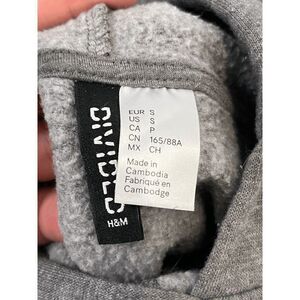 DIVIDED
H&M
EUR S
US S
CA P
CN 165/88A
MX CH
Made in
Cambodia
Fabriqué en
Cambodge